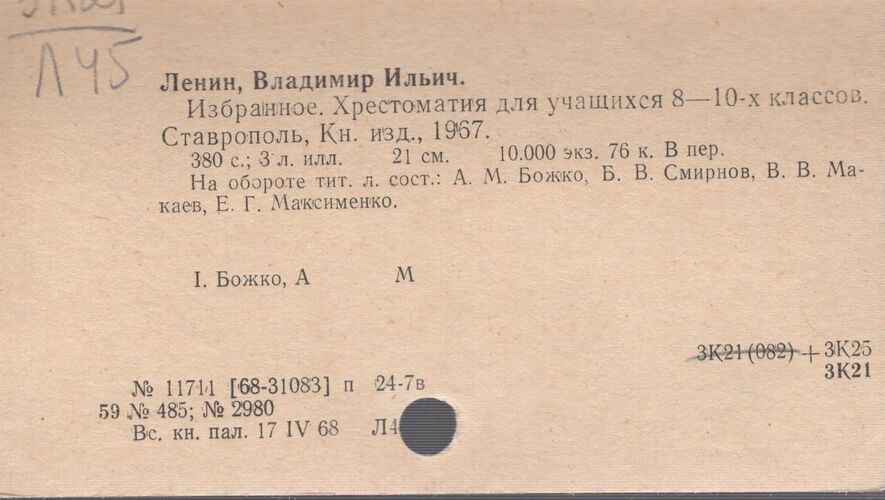 3К21
Л45
Ленин, Владимир Ильич.
Избранное. Хрестоматия для учащихся 8—10-х классов.
Ставрополь, Кн. изд., 1967.
380 с.; 3 л. илл. 21 см. 10.000 экз. 76 к. В пер.
На обороте тит. л. сост.: А. М. Божко, Б. В. Смирнов, В. В. Ма-
каев, Е. Г. Максименко.
I. Божко, А М
3К21(082) + 3К25
3К21
№ 11711 [68-31083] п 24-7в
59 № 485; № 2980
Вс. кн. пал. 17 IV 68 Л4